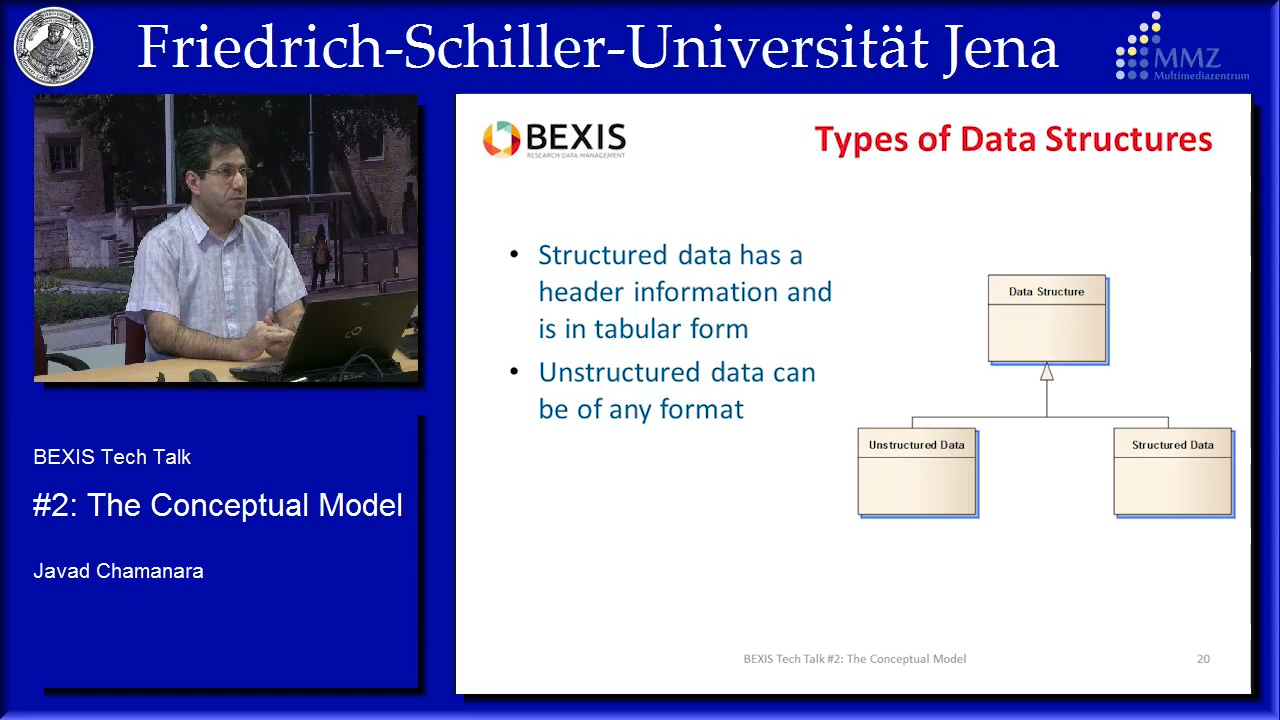 Friedrich-Schiller-Universität Jena
MMZ
Multimediazentrum
BEXIS
RESEARCH DATA MANAGEMENT
Types of Data Structures
• Structured data has a
header information and
is in tabular form
• Unstructured data can
be of any format
Data Structure
Unstructured Data
Structured Data
BEXIS Tech Talk
#2: The Conceptual Model
Javad Chamanara
BEXIS Tech Talk #2: The Conceptual Model
20